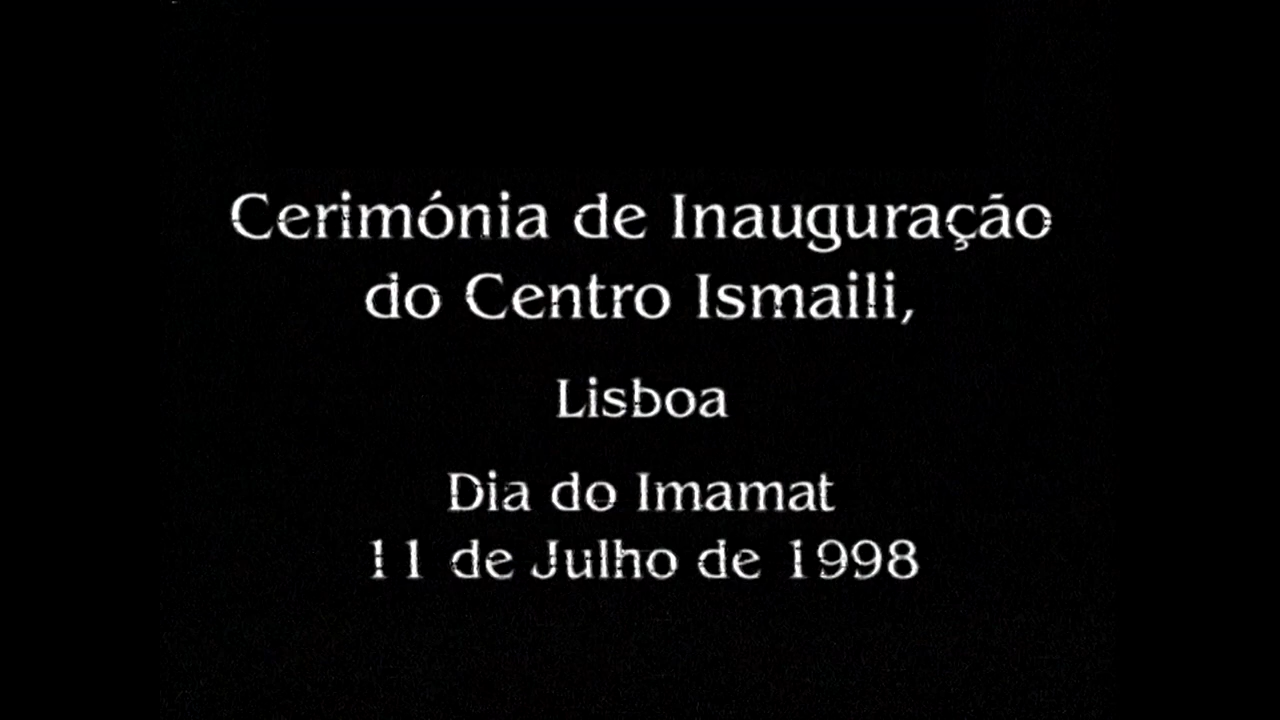 Cerimónia de Inauguração
do Centro Ismaili,
Lisboa
Dia do Imamat
11 de Julho de 1998